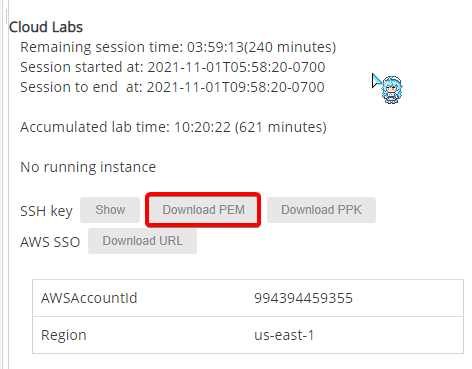 Cloud Labs
Remaining session time: 03:59:13(240 minutes)
Session started at: 2021-11-01T05:58:20-0700
Session to end  at: 2021-11-01T09:58:20-0700
Accumulated lab time: 10:20:22 (621 minutes)
No running instance
SSH key Show Download PEM Download PPK
AWS SSO Download URL
AWSAccountId 994394459355
Region us-east-1